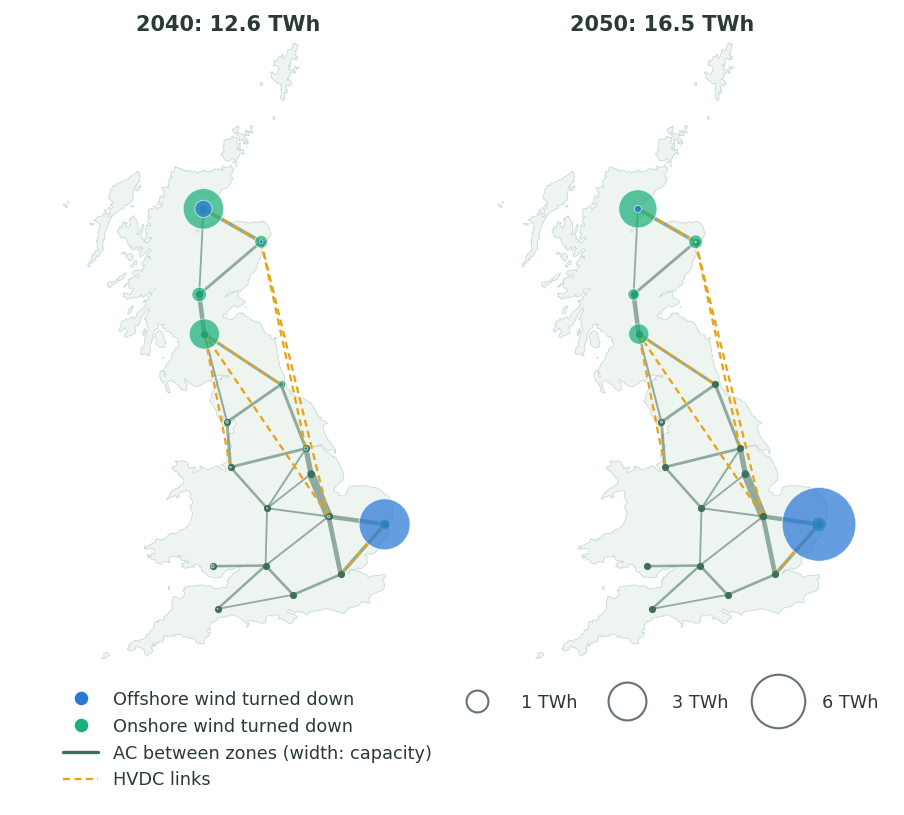 2040: 12.6 TWh
2050: 16.5 TWh
Offshore wind turned down
Onshore wind turned down
AC between zones (width: capacity)
HVDC links
1 TWh
3 TWh
6 TWh